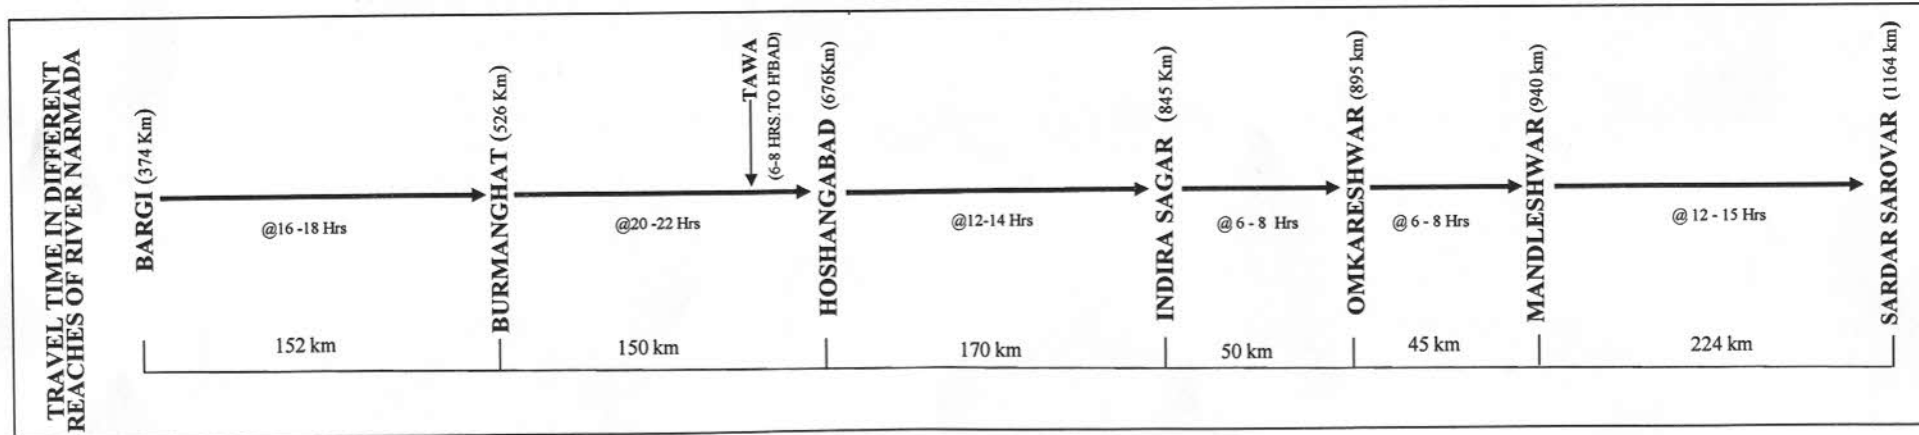 TRAVEL TIME IN DIFFERENT
REACHES OF RIVER NARMADA
BARGI (374 Km)
@16 -18 Hrs
BURMANGHAT (526 Km)
@20 -22 Hrs
TAWA
(6-8 HRS. TO H'BAD)
HOSHANGABAD (676Km)
@12-14 Hrs
INDIRA SAGAR (845 Km)
@ 6 - 8 Hrs
OMKARESHWAR (895 km)
@ 6 - 8 Hrs
MANDLESHWAR (940 km)
@ 12 - 15 Hrs
SARDAR SAROVAR (1164 km)
152 km
150 km
170 km
50 km
45 km
224 km